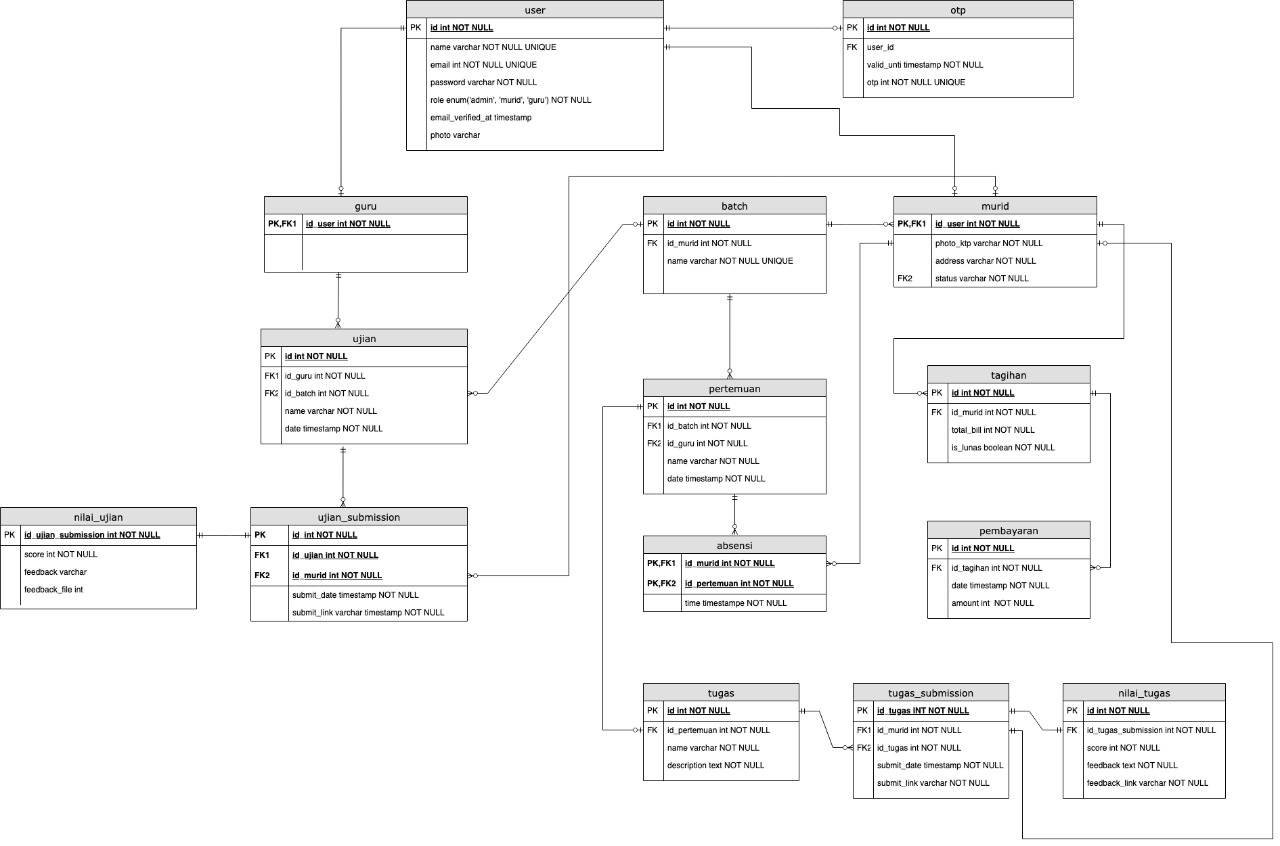 user
PK id int NOT NULL
name varchar NOT NULL UNIQUE
email int NOT NULL UNIQUE
password varchar NOT NULL
role enum('admin', 'murid', 'guru') NOT NULL
email_verified_at timestamp
photo varchar
otp
PK id int NOT NULL
FK user_id
valid_unti timestamp NOT NULL
otp int NOT NULL UNIQUE
guru
PK,FK1 id_user int NOT NULL
batch
PK id int NOT NULL
FK id_murid int NOT NULL
name varchar NOT NULL UNIQUE
murid
PK,FK1 id_user int NOT NULL
photo_ktp varchar NOT NULL
address varchar NOT NULL
FK2 status varchar NOT NULL
ujian
PK id int NOT NULL
FK1 id_guru int NOT NULL
FK2 id_batch int NOT NULL
name varchar NOT NULL
date timestamp NOT NULL
pertemuan
PK id int NOT NULL
FK1 id_batch int NOT NULL
FK2 id_guru int NOT NULL
name varchar NOT NULL
date timestamp NOT NULL
tagihan
PK id int NOT NULL
FK id_murid int NOT NULL
total_bill int NOT NULL
is_lunas boolean NOT NULL
nilai_ujian
PK id_ujian_submission int NOT NULL
score int NOT NULL
feedback varchar
feedback_file int
ujian_submission
PK id_int NOT NULL
FK1 id_ujian int NOT NULL
FK2 id_murid int NOT NULL
submit_date timestamp NOT NULL
submit_link varchar timestamp NOT NULL
absensi
PK,FK1 id_murid int NOT NULL
PK,FK2 id_pertemuan int NOT NULL
time timestampe NOT NULL
pembayaran
PK id int NOT NULL
FK id_tagihan int NOT NULL
date timestamp NOT NULL
amount int NOT NULL
tugas
PK id int NOT NULL
FK id_pertemuan int NOT NULL
name varchar NOT NULL
description text NOT NULL
tugas_submission
PK id_tugas INT NOT NULL
FK1 id_murid int NOT NULL
FK2 id_tugas int NOT NULL
submit_date timestamp NOT NULL
submit_link varchar NOT NULL
nilai_tugas
PK id int NOT NULL
FK id_tugas_submission int NOT NULL
score int NOT NULL
feedback text NOT NULL
feedback_link varchar NOT NULL